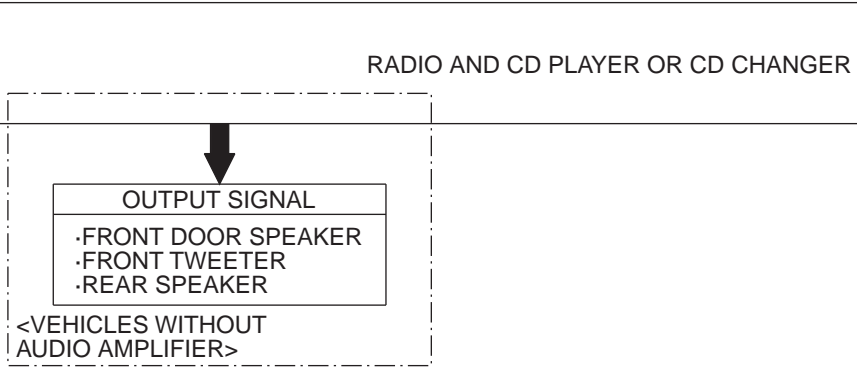 RADIO AND CD PLAYER OR CD CHANGER
OUTPUT SIGNAL
·FRONT DOOR SPEAKER
·FRONT TWEETER
·REAR SPEAKER
<VEHICLES WITHOUT
AUDIO AMPLIFIER>